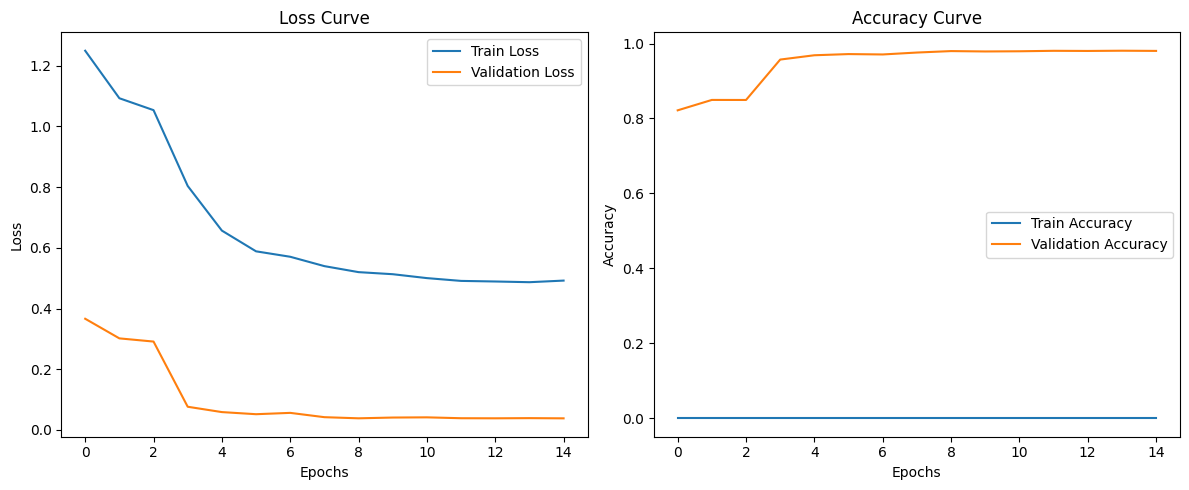 Loss Curve
Train Loss
Validation Loss
1.2
1.0
0.8
0.6
0.4
0.2
0.0
Loss
0 2 4 6 8 10 12 14
Epochs
Accuracy Curve
1.0
0.8
0.6
0.4
0.2
0.0
Accuracy
Train Accuracy
Validation Accuracy
0 2 4 6 8 10 12 14
Epochs